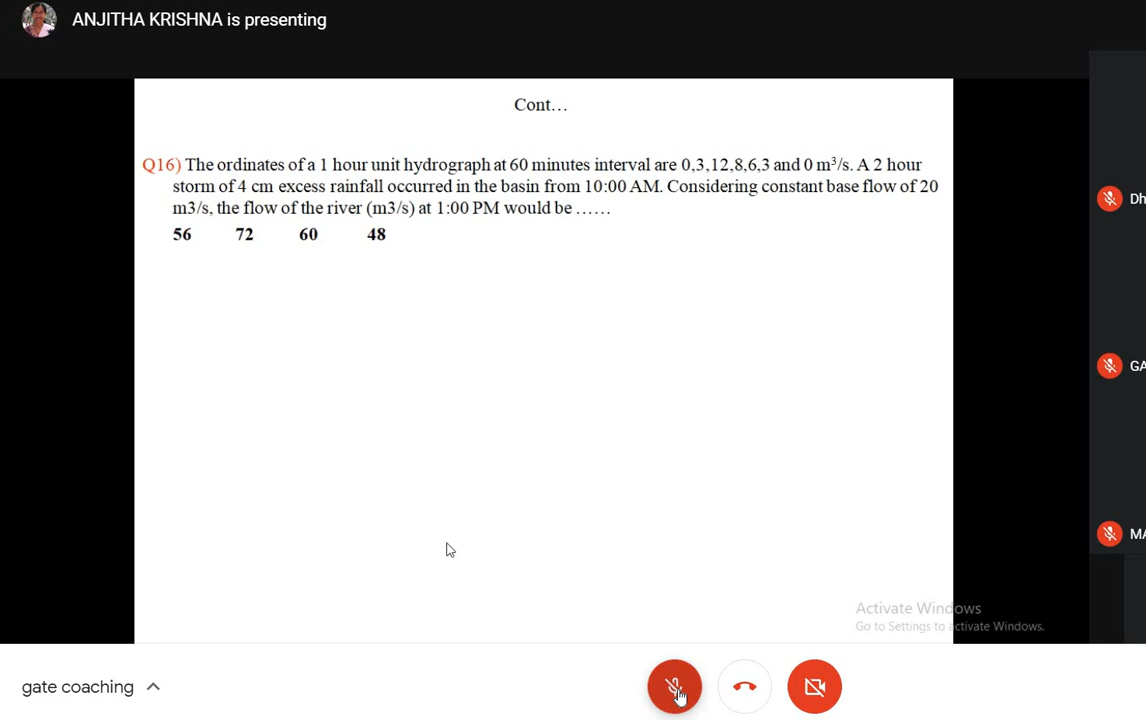 ANJITHA KRISHNA is presenting
Cont...
Q16) The ordinates of a 1 hour unit hydrograph at 60 minutes interval are 0,3,12,8,6,3 and 0 m³/s. A 2 hour
storm of 4 cm excess rainfall occurred in the basin from 10:00 AM. Considering constant base flow of 20
m3/s, the flow of the river (m3/s) at 1:00 PM would be ......
56 72 60 48
Dh
GA
MA
Activate Windows
Go to Settings to activate Windows.
gate coaching